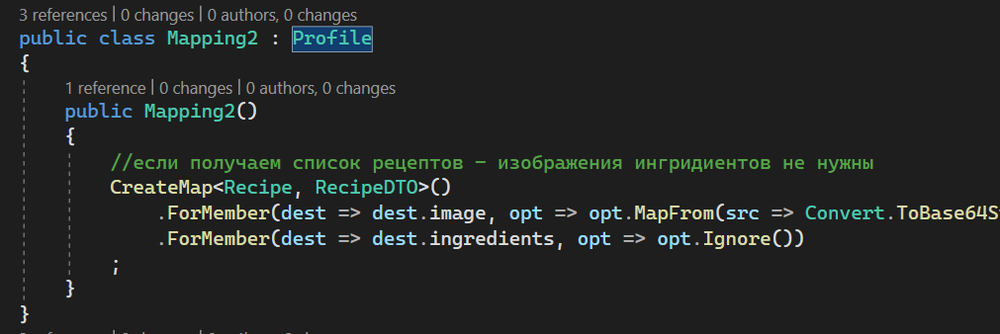 3 references | 0 changes | 0 authors, 0 changes
public class Mapping2 : Profile
{
1 reference | 0 changes | 0 authors, 0 changes
public Mapping2()
{
//если получаем список рецептов - изображения ингридиентов не нужны
CreateMap<Recipe, RecipeDTO>()
.ForMember(dest => dest.image, opt => opt.MapFrom(src => Convert.ToBase64S
.ForMember(dest => dest.ingredients, opt => opt.Ignore())
;
}
}